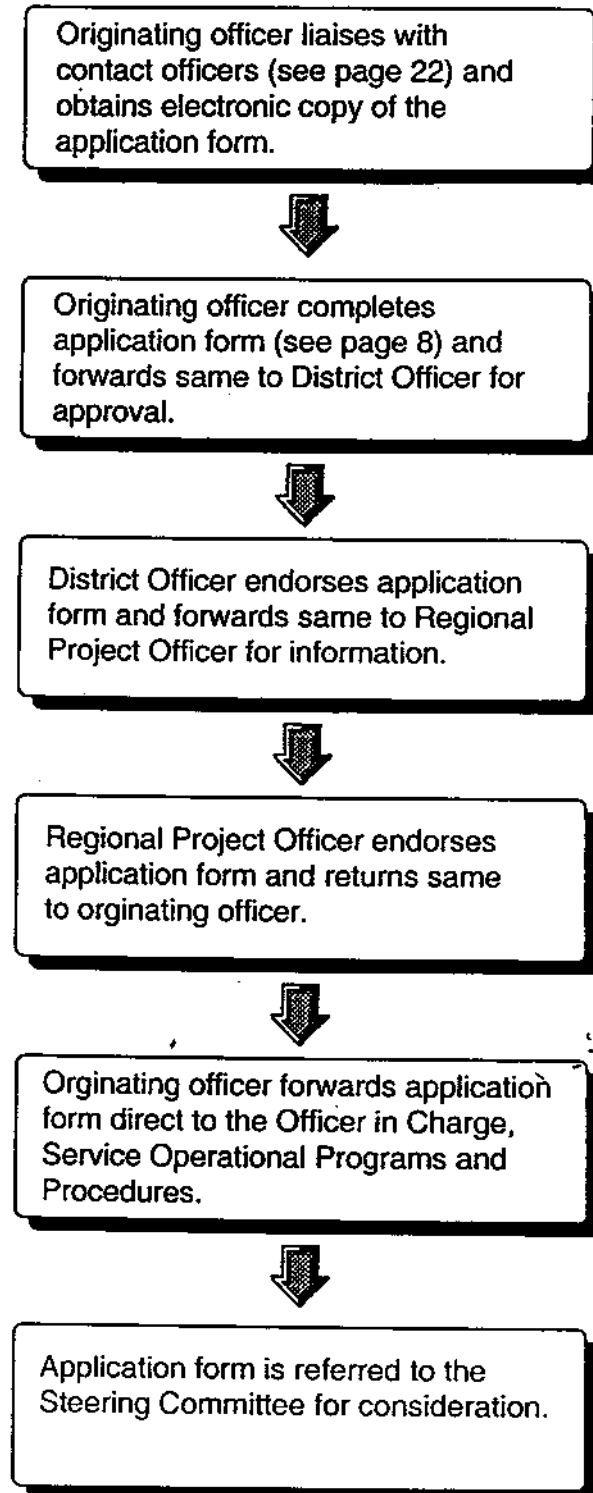 Originating officer liaises with
contact officers (see page 22) and
obtains electronic copy of the
application form.
Originating officer completes
application form (see page 8) and
forwards same to District Officer for
approval.
District Officer endorses application
form and forwards same to Regional
Project Officer for information.
Regional Project Officer endorses
application form and returns same
to orginating officer.
Orginating officer forwards application
form direct to the Officer in Charge,
Service Operational Programs and
Procedures.
Application form is referred to the
Steering Committee for consideration.